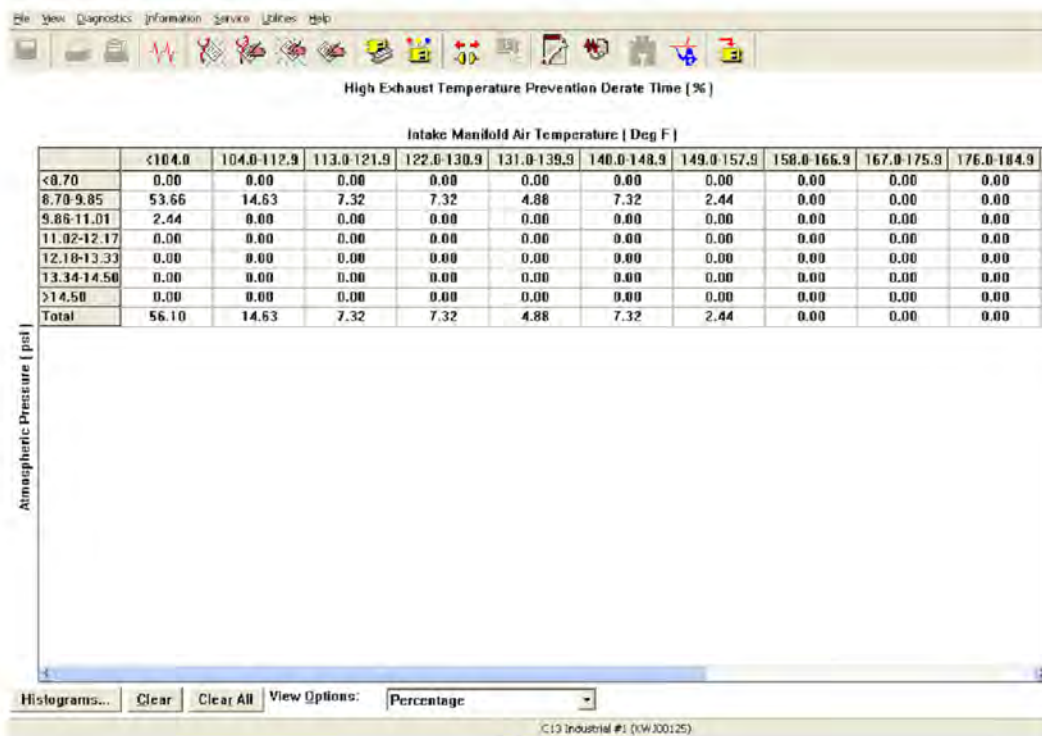 File View Diagnostics Information Service Utilities Help
High Exhaust Temperature Prevention Derate Time [ % ]
Intake Manifold Air Temperature [ Deg F ]
<104.0 104.0-112.9 113.0-121.9 122.0-130.9 131.0-139.9 140.0-148.9 149.0-157.9 158.0-166.9 167.0-175.9 176.0-184.9
<8.70 0.00 0.00 0.00 0.00 0.00 0.00 0.00 0.00 0.00 0.00
8.70-9.85 53.66 14.63 7.32 7.32 4.88 7.32 2.44 0.00 0.00 0.00
9.86-11.01 2.44 0.00 0.00 0.00 0.00 0.00 0.00 0.00 0.00 0.00
11.02-12.17 0.00 0.00 0.00 0.00 0.00 0.00 0.00 0.00 0.00 0.00
12.18-13.33 0.00 0.00 0.00 0.00 0.00 0.00 0.00 0.00 0.00 0.00
13.34-14.50 0.00 0.00 0.00 0.00 0.00 0.00 0.00 0.00 0.00 0.00
>14.50 0.00 0.00 0.00 0.00 0.00 0.00 0.00 0.00 0.00 0.00
Total 56.10 14.63 7.32 7.32 4.88 7.32 2.44 0.00 0.00 0.00
Atmospheric Pressure [ psi ]
Histograms... Clear Clear All View Options: Percentage
C13 Industrial #1 (KWJ00125)